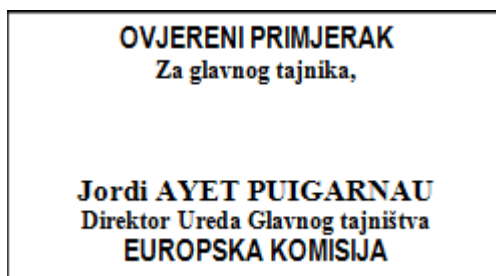 OVJERENI PRIMJERAK
Za glavnog tajnika,
Jordi AYET PUIGARNAU
Direktor Ureda Glavnog tajništva
EUROPSKA KOMISIJA